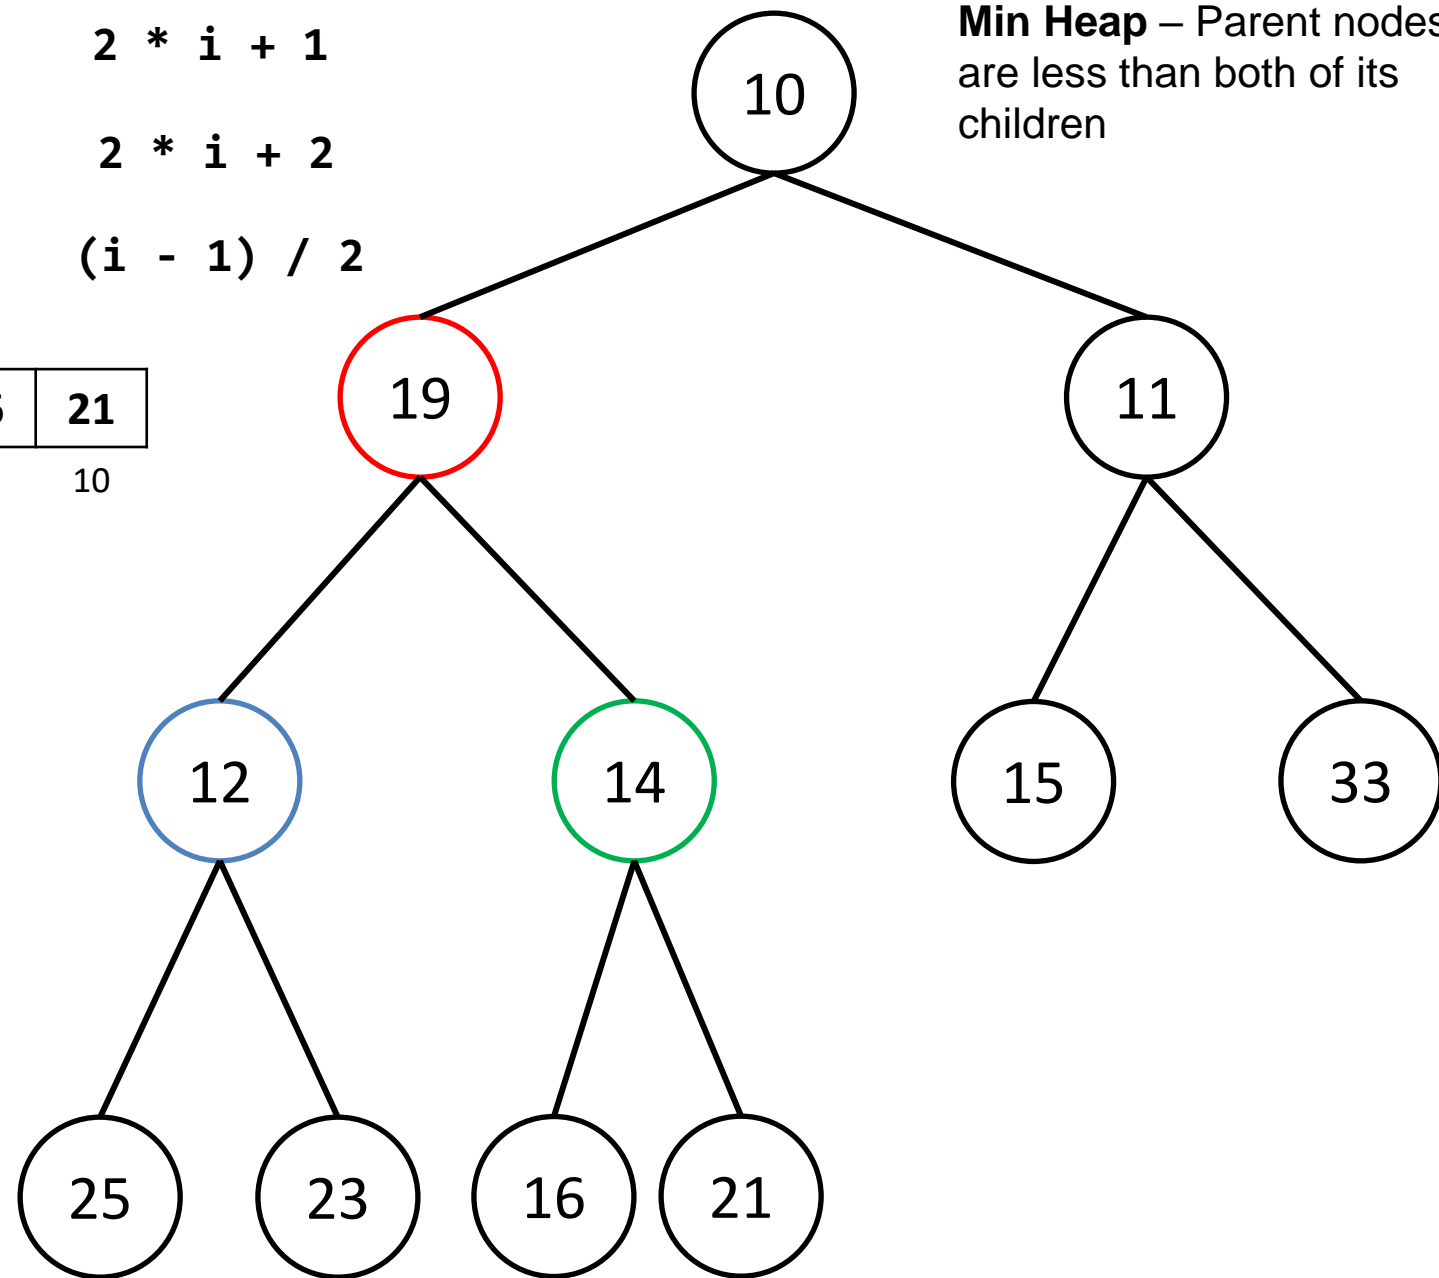 2 * i + 1
2 * i + 2
(i - 1) / 2
Min Heap – Parent nodes
are less than both of its
children
21
10
10
19
11
12
14
15
33
25
23
16
21